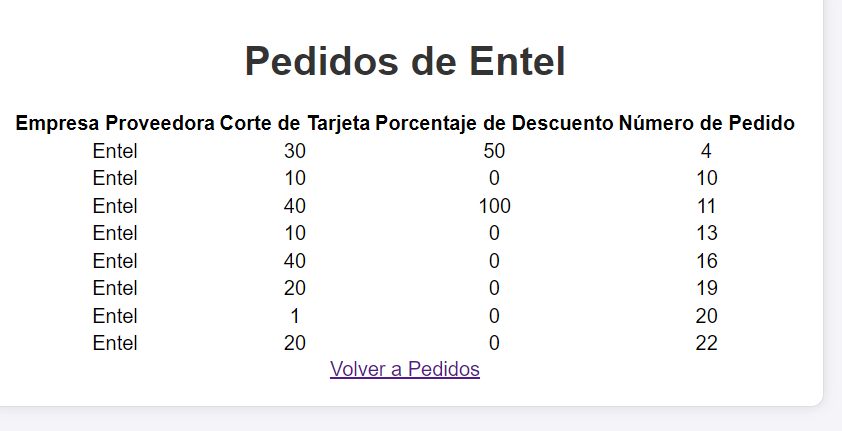 Pedidos de Entel
Empresa Proveedora Corte de Tarjeta Porcentaje de Descuento Número de Pedido
Entel 30 50 4
Entel 10 0 10
Entel 40 100 11
Entel 10 0 13
Entel 40 0 16
Entel 20 0 19
Entel 1 0 20
Entel 20 0 22
Volver a Pedidos